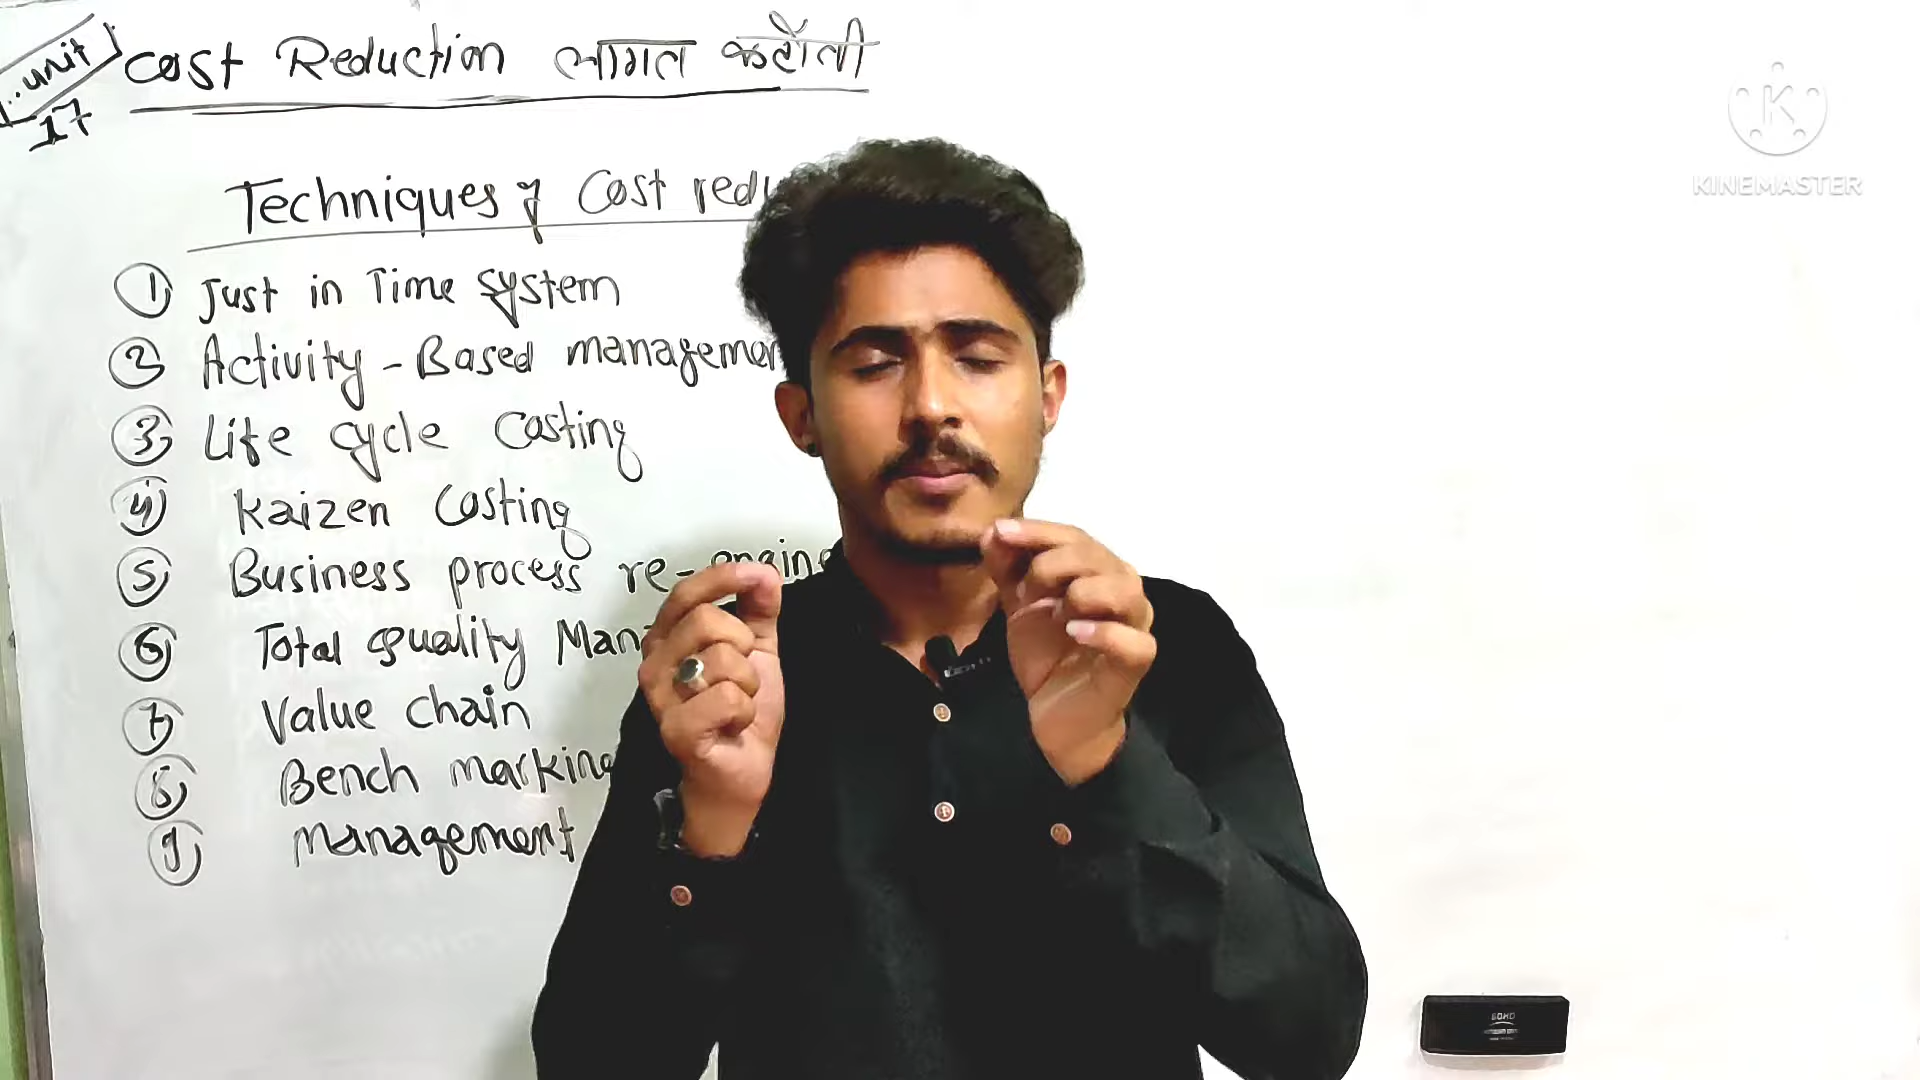 unit
17
Cost Reduction लागत कटौती
Techniques of Cost redu
① Just in Time system
② Activity-Based managemen
③ Life cycle Costing
④ Kaizen Costing
⑤ Business process re-engine
⑥ Total quality Man
⑦ Value chain
⑧ Bench marking
⑨ management
KINEMASTER